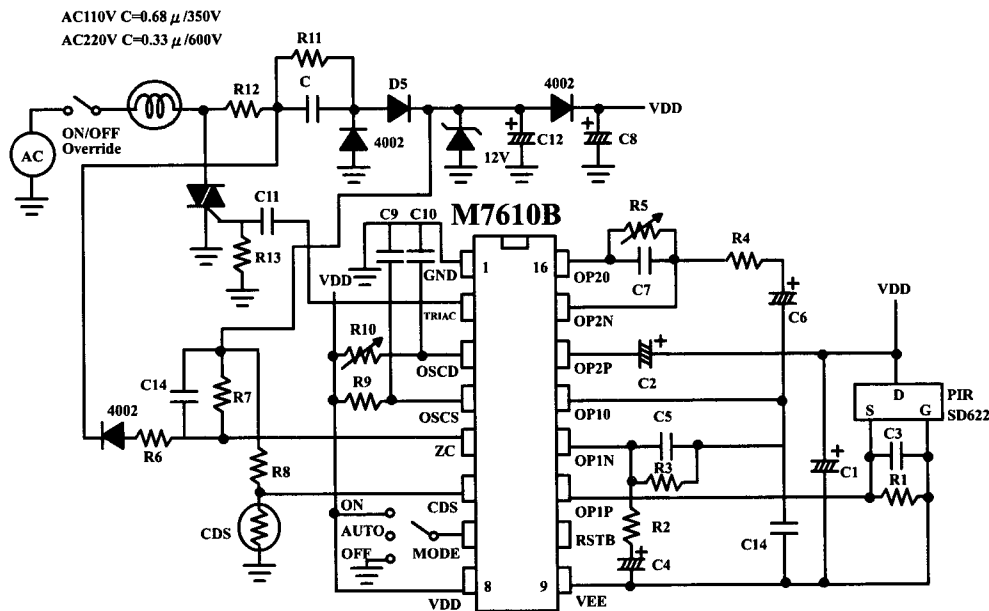 AC110V C=0.68 μ/350V
AC220V C=0.33 μ/600V
R11
C
D5
4002
VDD
R12
4002
12V
C12
C8
ON/OFF
Override
AC
C11
R13
C9
C10
M7610B
R5
R4
VDD
GND
1
16
OP20
C7
TRIAC
OP2N
C6
VDD
R10
OSCD
OP2P
C2
R9
OSCS
OP10
D
PIR
SD622
S
G
C14
R7
4002
R6
ZC
OP1N
C5
R3
C3
C1
R1
R8
CDS
OP1P
CDS
ON
AUTO
OFF
MODE
RSTB
R2
C14
C4
VDD
8
9
VEE